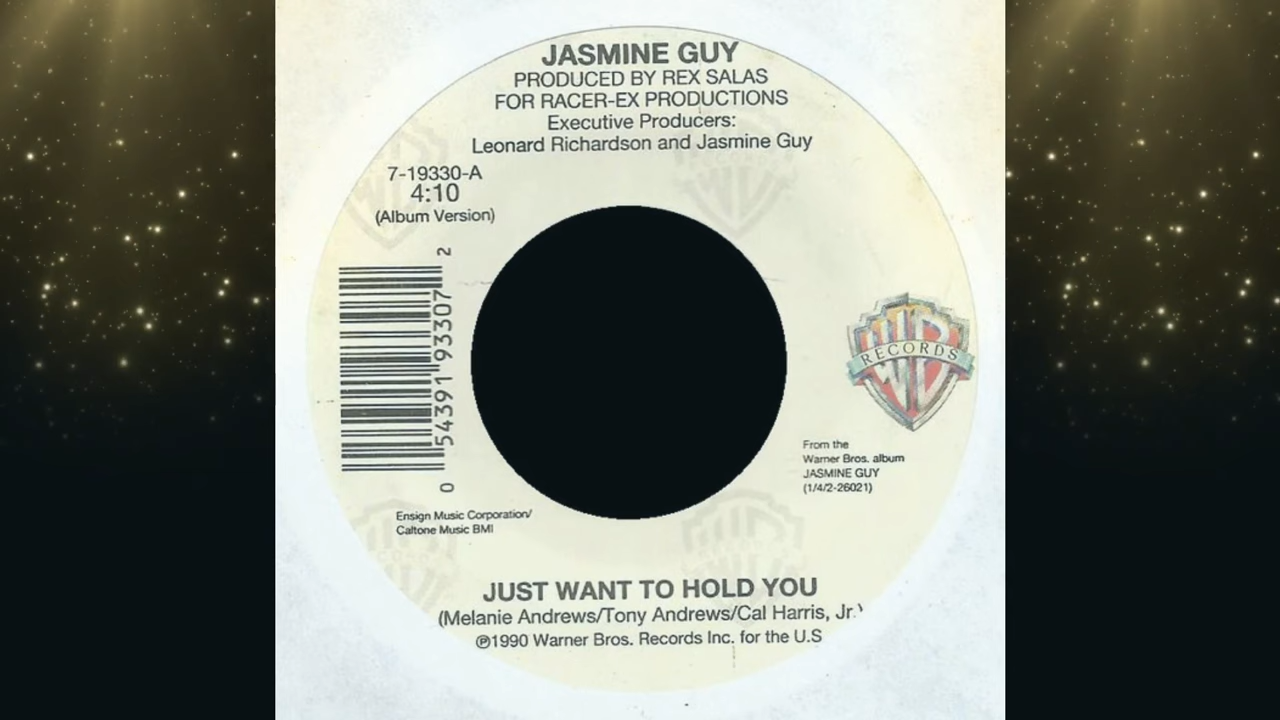 JASMINE GUY
PRODUCED BY REX SALAS
FOR RACER-EX PRODUCTIONS
Executive Producers:
Leonard Richardson and Jasmine Guy
7-19330-A
4:10
(Album Version)
0 54391 93307 2
WB
RECORDS
From the
Warner Bros. album
JASMINE GUY
(1/4/2-26021)
Ensign Music Corporation/
Caltone Music BMI
JUST WANT TO HOLD YOU
(Melanie Andrews/Tony Andrews/Cal Harris, Jr.)
℗1990 Warner Bros. Records Inc. for the U.S